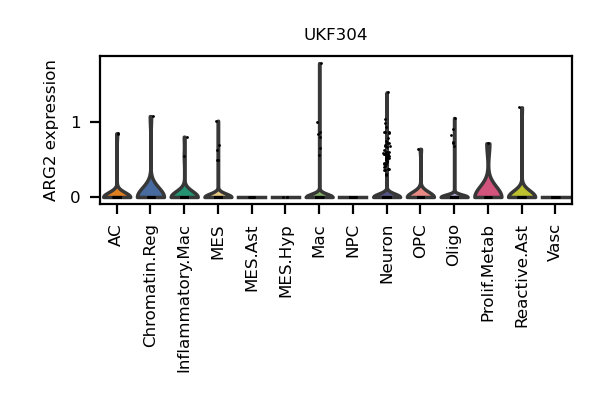 UKF304
ARG2 expression
1
0
AC
Chromatin.Reg
Inflammatory.Mac
MES
MES.Ast
MES.Hyp
Mac
NPC
Neuron
OPC
Oligo
Prolif.Metab
Reactive.Ast
Vasc